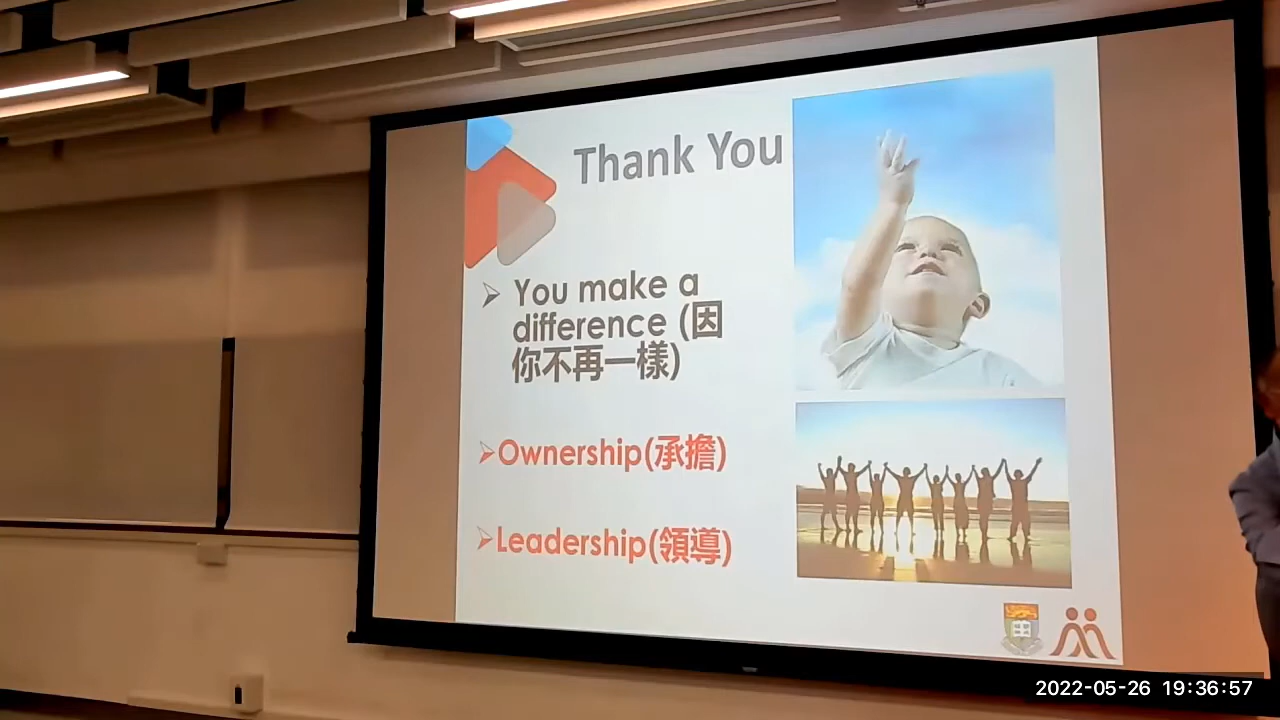 Thank You
➢ You make a
difference (因
你不再一樣)
➢Ownership(承擔)
➢Leadership(領導)
2022-05-26 19:36:57